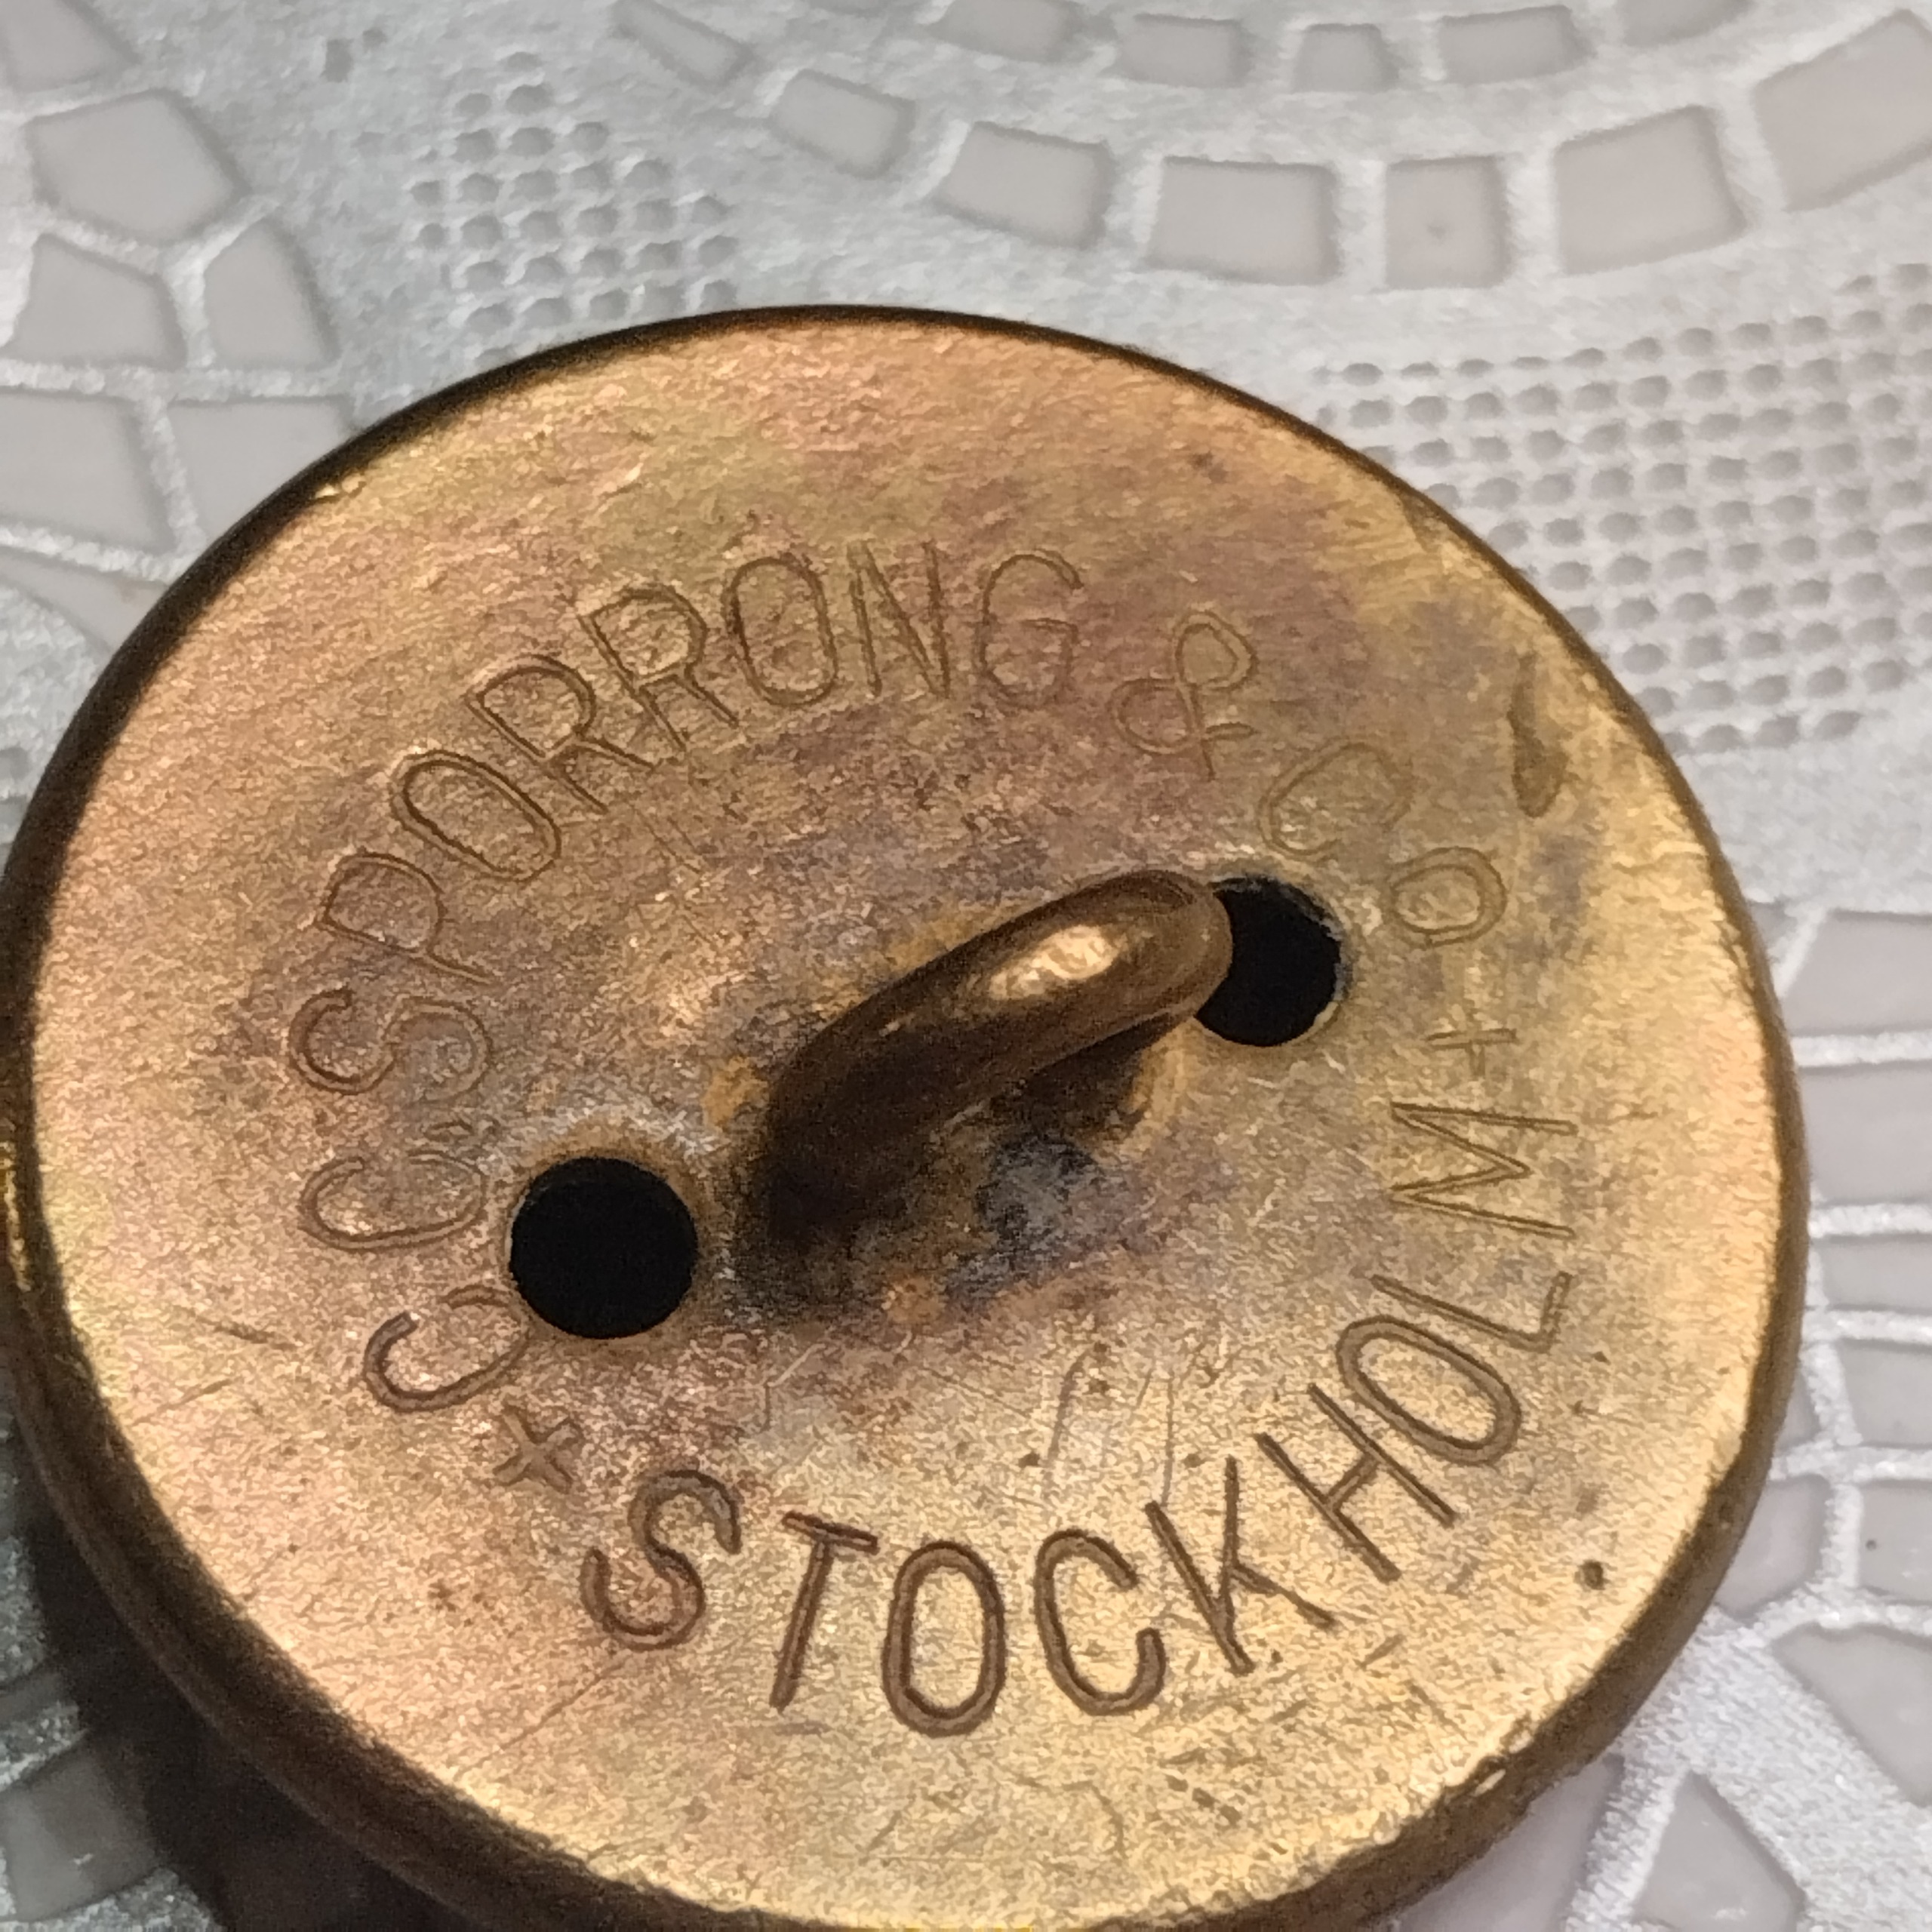 C.C. SPORRONG & Co
+ STOCKHOLM +